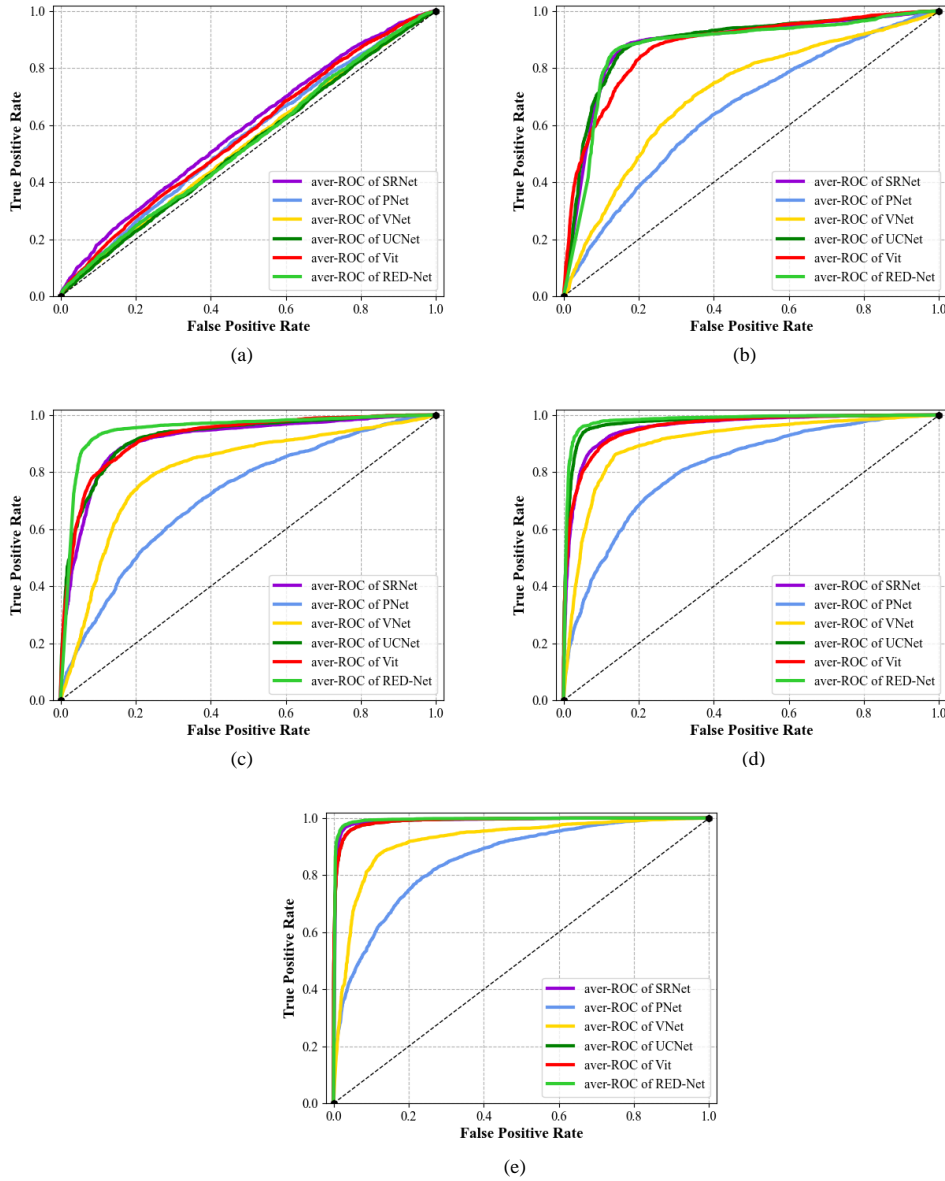 1.0
0.8
0.6
0.4
0.2
0.0
True Positive Rate
aver-ROC of SRNet
aver-ROC of PNet
aver-ROC of VNet
aver-ROC of UCNet
aver-ROC of Vit
aver-ROC of RED-Net
0.0 0.2 0.4 0.6 0.8 1.0
False Positive Rate
(a)
1.0
0.8
0.6
0.4
0.2
0.0
True Positive Rate
aver-ROC of SRNet
aver-ROC of PNet
aver-ROC of VNet
aver-ROC of UCNet
aver-ROC of Vit
aver-ROC of RED-Net
0.0 0.2 0.4 0.6 0.8 1.0
False Positive Rate
(b)
1.0
0.8
0.6
0.4
0.2
0.0
True Positive Rate
aver-ROC of SRNet
aver-ROC of PNet
aver-ROC of VNet
aver-ROC of UCNet
aver-ROC of Vit
aver-ROC of RED-Net
0.0 0.2 0.4 0.6 0.8 1.0
False Positive Rate
(c)
1.0
0.8
0.6
0.4
0.2
0.0
True Positive Rate
aver-ROC of SRNet
aver-ROC of PNet
aver-ROC of VNet
aver-ROC of UCNet
aver-ROC of Vit
aver-ROC of RED-Net
0.0 0.2 0.4 0.6 0.8 1.0
False Positive Rate
(d)
1.0
0.8
0.6
0.4
0.2
0.0
True Positive Rate
aver-ROC of SRNet
aver-ROC of PNet
aver-ROC of VNet
aver-ROC of UCNet
aver-ROC of Vit
aver-ROC of RED-Net
0.0 0.2 0.4 0.6 0.8 1.0
False Positive Rate
(e)